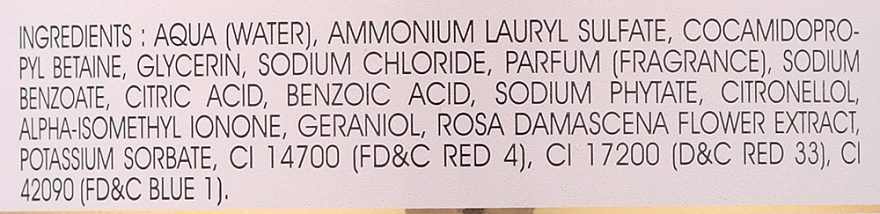 INGREDIENTS : AQUA (WATER), AMMONIUM LAURYL SULFATE, COCAMIDOPRO-
PYL BETAINE, GLYCERIN, SODIUM CHLORIDE, PARFUM (FRAGRANCE), SODIUM
BENZOATE, CITRIC ACID, BENZOIC ACID, SODIUM PHYTATE, CITRONELLOL,
ALPHA-ISOMETHYL IONONE, GERANIOL, ROSA DAMASCENA FLOWER EXTRACT,
POTASSIUM SORBATE, CI 14700 (FD&C RED 4), CI 17200 (D&C RED 33), CI
42090 (FD&C BLUE 1).